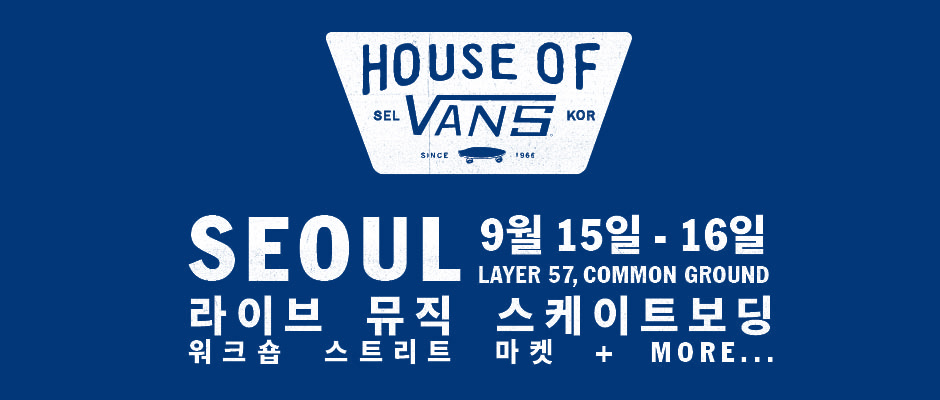 HOUSE OF
SEL VANS KOR
SINCE 1966
SEOUL 9월 15일 - 16일
LAYER 57, COMMON GROUND
라이브 뮤직 스케이트보딩
워크숍 스트리트 마켓 + MORE...